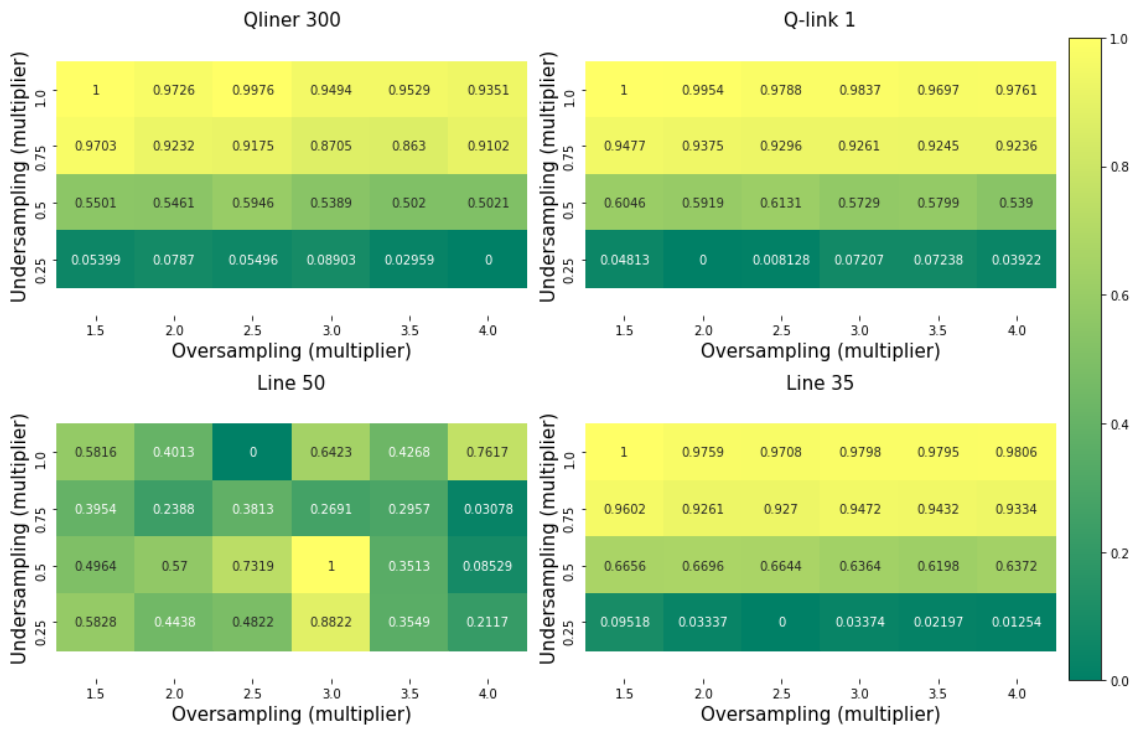 Qliner 300
Undersampling (multiplier)
1.0 1 0.9726 0.9976 0.9494 0.9529 0.9351
0.75 0.9703 0.9232 0.9175 0.8705 0.863 0.9102
0.5 0.5501 0.5461 0.5946 0.5389 0.502 0.5021
0.25 0.05399 0.0787 0.05496 0.08903 0.02959 0
1.5 2.0 2.5 3.0 3.5 4.0
Oversampling (multiplier)
Q-link 1
Undersampling (multiplier)
1.0 1 0.9954 0.9788 0.9837 0.9697 0.9761
0.75 0.9477 0.9375 0.9296 0.9261 0.9245 0.9236
0.5 0.6046 0.5919 0.6131 0.5729 0.5799 0.539
0.25 0.04813 0 0.008128 0.07207 0.07238 0.03922
1.5 2.0 2.5 3.0 3.5 4.0
Oversampling (multiplier)
Line 50
Undersampling (multiplier)
1.0 0.5816 0.4013 0 0.6423 0.4268 0.7617
0.75 0.3954 0.2388 0.3813 0.2691 0.2957 0.03078
0.5 0.4964 0.57 0.7319 1 0.3513 0.08529
0.25 0.5828 0.4438 0.4822 0.8822 0.3549 0.2117
1.5 2.0 2.5 3.0 3.5 4.0
Oversampling (multiplier)
Line 35
Undersampling (multiplier)
1.0 1 0.9759 0.9708 0.9798 0.9795 0.9806
0.75 0.9602 0.9261 0.927 0.9472 0.9432 0.9334
0.5 0.6656 0.6696 0.6644 0.6364 0.6198 0.6372
0.25 0.09518 0.03337 0 0.03374 0.02197 0.01254
1.5 2.0 2.5 3.0 3.5 4.0
Oversampling (multiplier)
1.0
0.8
0.6
0.4
0.2
0.0